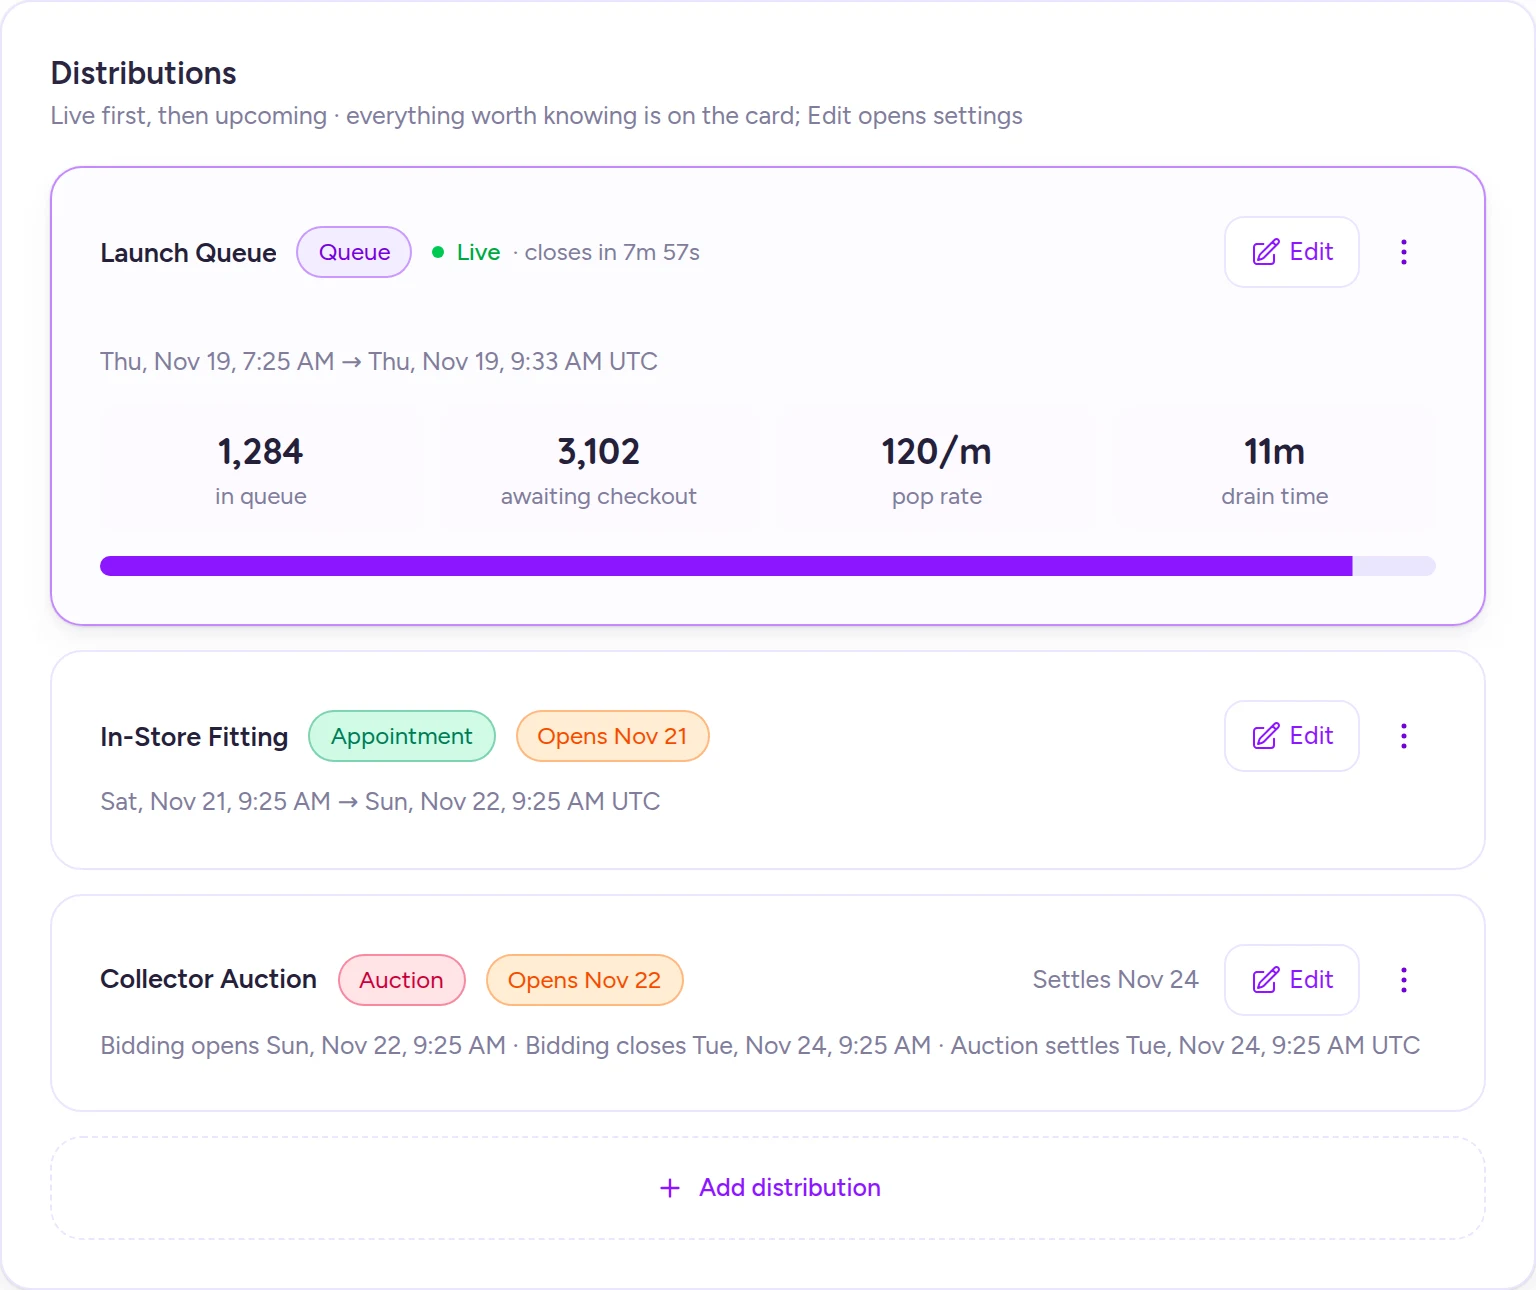 Distributions
Live first, then upcoming · everything worth knowing is on the card; Edit opens settings
Launch Queue Queue Live · closes in 7m 57s Edit
Thu, Nov 19, 7:25 AM → Thu, Nov 19, 9:33 AM UTC
1,284 3,102 120/m 11m
in queue awaiting checkout pop rate drain time
In-Store Fitting Appointment Opens Nov 21 Edit
Sat, Nov 21, 9:25 AM → Sun, Nov 22, 9:25 AM UTC
Collector Auction Auction Opens Nov 22 Settles Nov 24 Edit
Bidding opens Sun, Nov 22, 9:25 AM · Bidding closes Tue, Nov 24, 9:25 AM · Auction settles Tue, Nov 24, 9:25 AM UTC
Add distribution